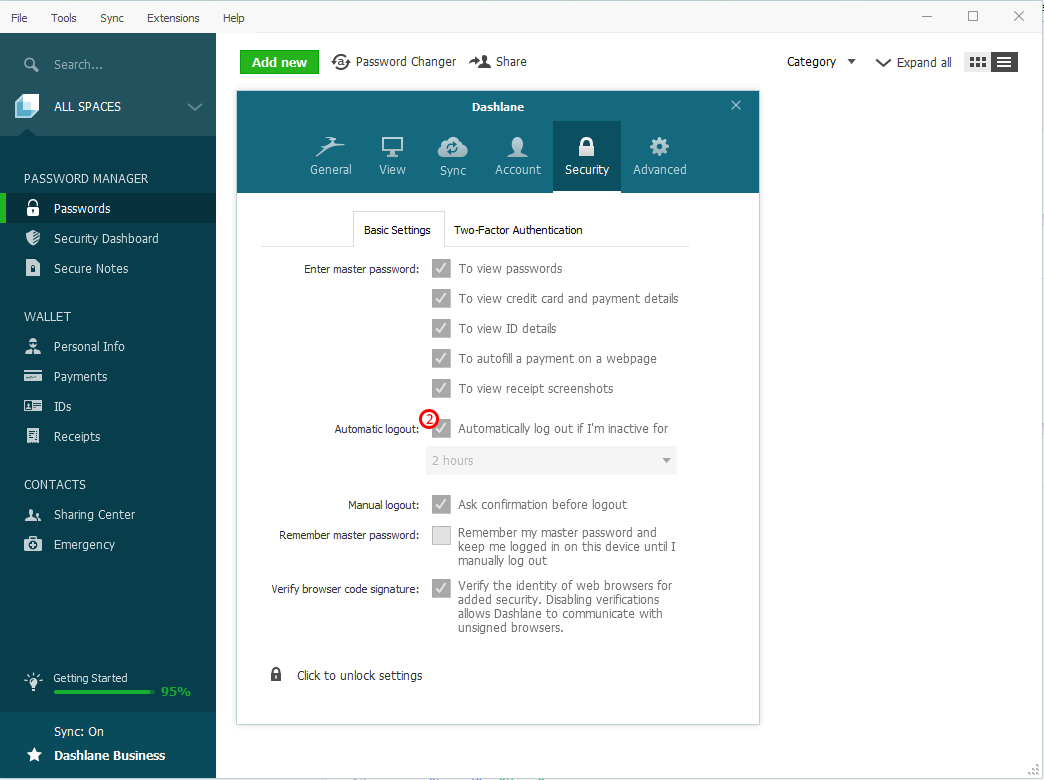 File Tools Sync Extensions Help
Search...
ALL SPACES
PASSWORD MANAGER
Passwords
Security Dashboard
Secure Notes
WALLET
Personal Info
Payments
IDs
Receipts
CONTACTS
Sharing Center
Emergency
Getting Started
95%
Sync: On
Dashlane Business
Add new Password Changer Share Category Expand all
Dashlane
General View Sync Account Security Advanced
Basic Settings Two-Factor Authentication
Enter master password: To view passwords
To view credit card and payment details
To view ID details
To autofill a payment on a webpage
To view receipt screenshots
2
Automatic logout: Automatically log out if I'm inactive for
2 hours
Manual logout: Ask confirmation before logout
Remember master password: Remember my master password and
keep me logged in on this device until I
manually log out
Verify browser code signature: Verify the identity of web browsers for
added security. Disabling verifications
allows Dashlane to communicate with
unsigned browsers.
Click to unlock settings